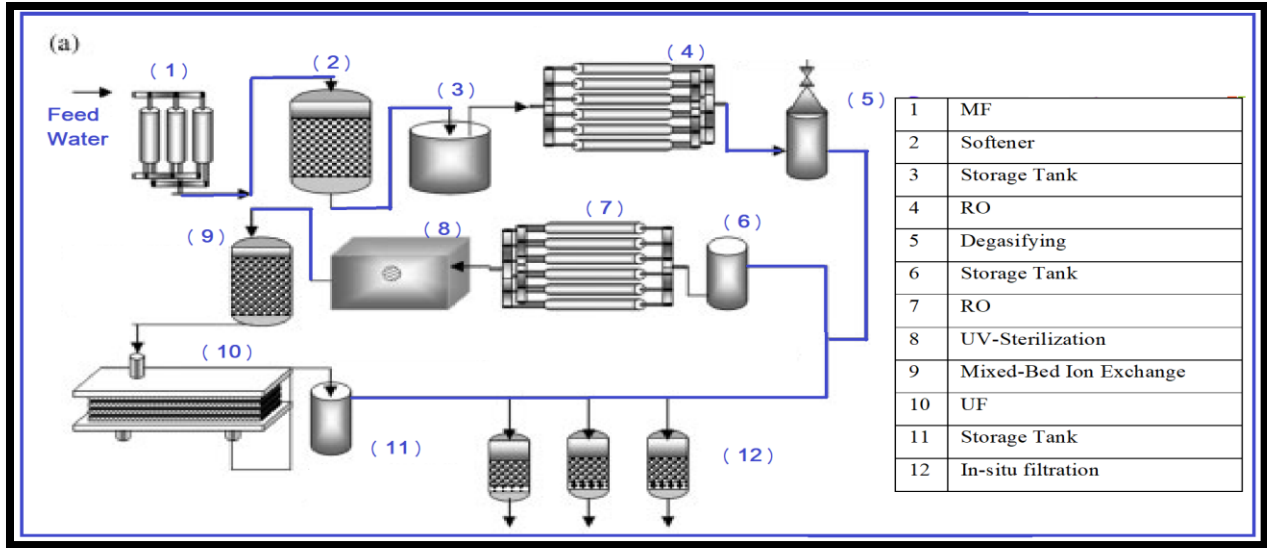 (a)
( 1 )
( 2 )
( 3 )
( 4 )
( 5 )
Feed
Water
( 6 )
( 7 )
( 8 )
( 9 )
( 10 )
( 11 )
( 12 )
1 MF
2 Softener
3 Storage Tank
4 RO
5 Degasifying
6 Storage Tank
7 RO
8 UV-Sterilization
9 Mixed-Bed Ion Exchange
10 UF
11 Storage Tank
12 In-situ filtration